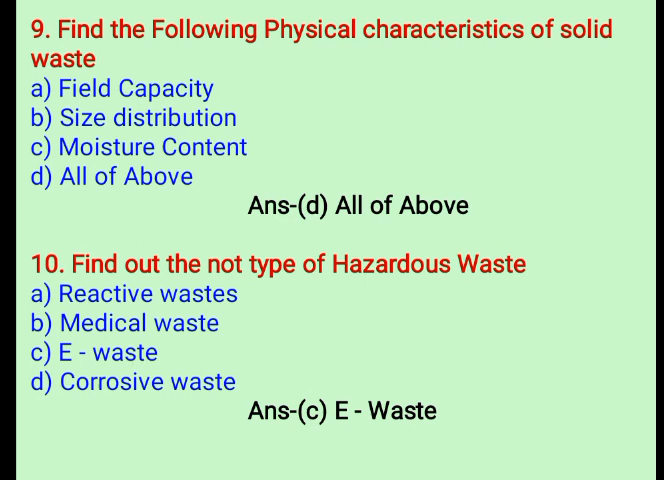 9. Find the Following Physical characteristics of solid
waste
a) Field Capacity
b) Size distribution
c) Moisture Content
d) All of Above
Ans-(d) All of Above
10. Find out the not type of Hazardous Waste
a) Reactive wastes
b) Medical waste
c) E - waste
d) Corrosive waste
Ans-(c) E - Waste